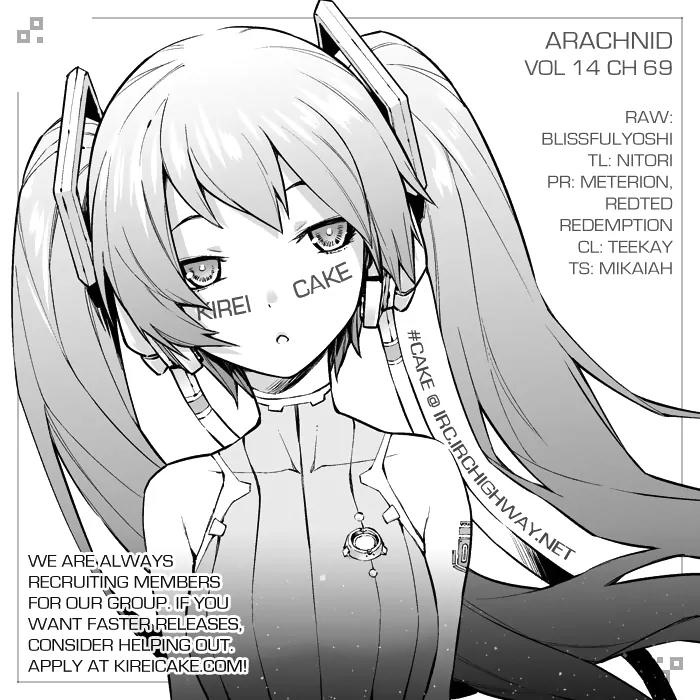 ARACHNID
VOL 14 CH 69
RAW:
BLISSFULYOSHI
TL: NITORI
PR: METERION,
REDTED
REDEMPTION
CL: TEEKAY
TS: MIKAIAH
KIREI CAKE
#CAKE @ IRC.IRCHIGHWAY.NET
WE ARE ALWAYS
RECRUITING MEMBERS
FOR OUR GROUP. IF YOU
WANT FASTER RELEASES,
CONSIDER HELPING OUT.
APPLY AT KIREICAKE.COM!